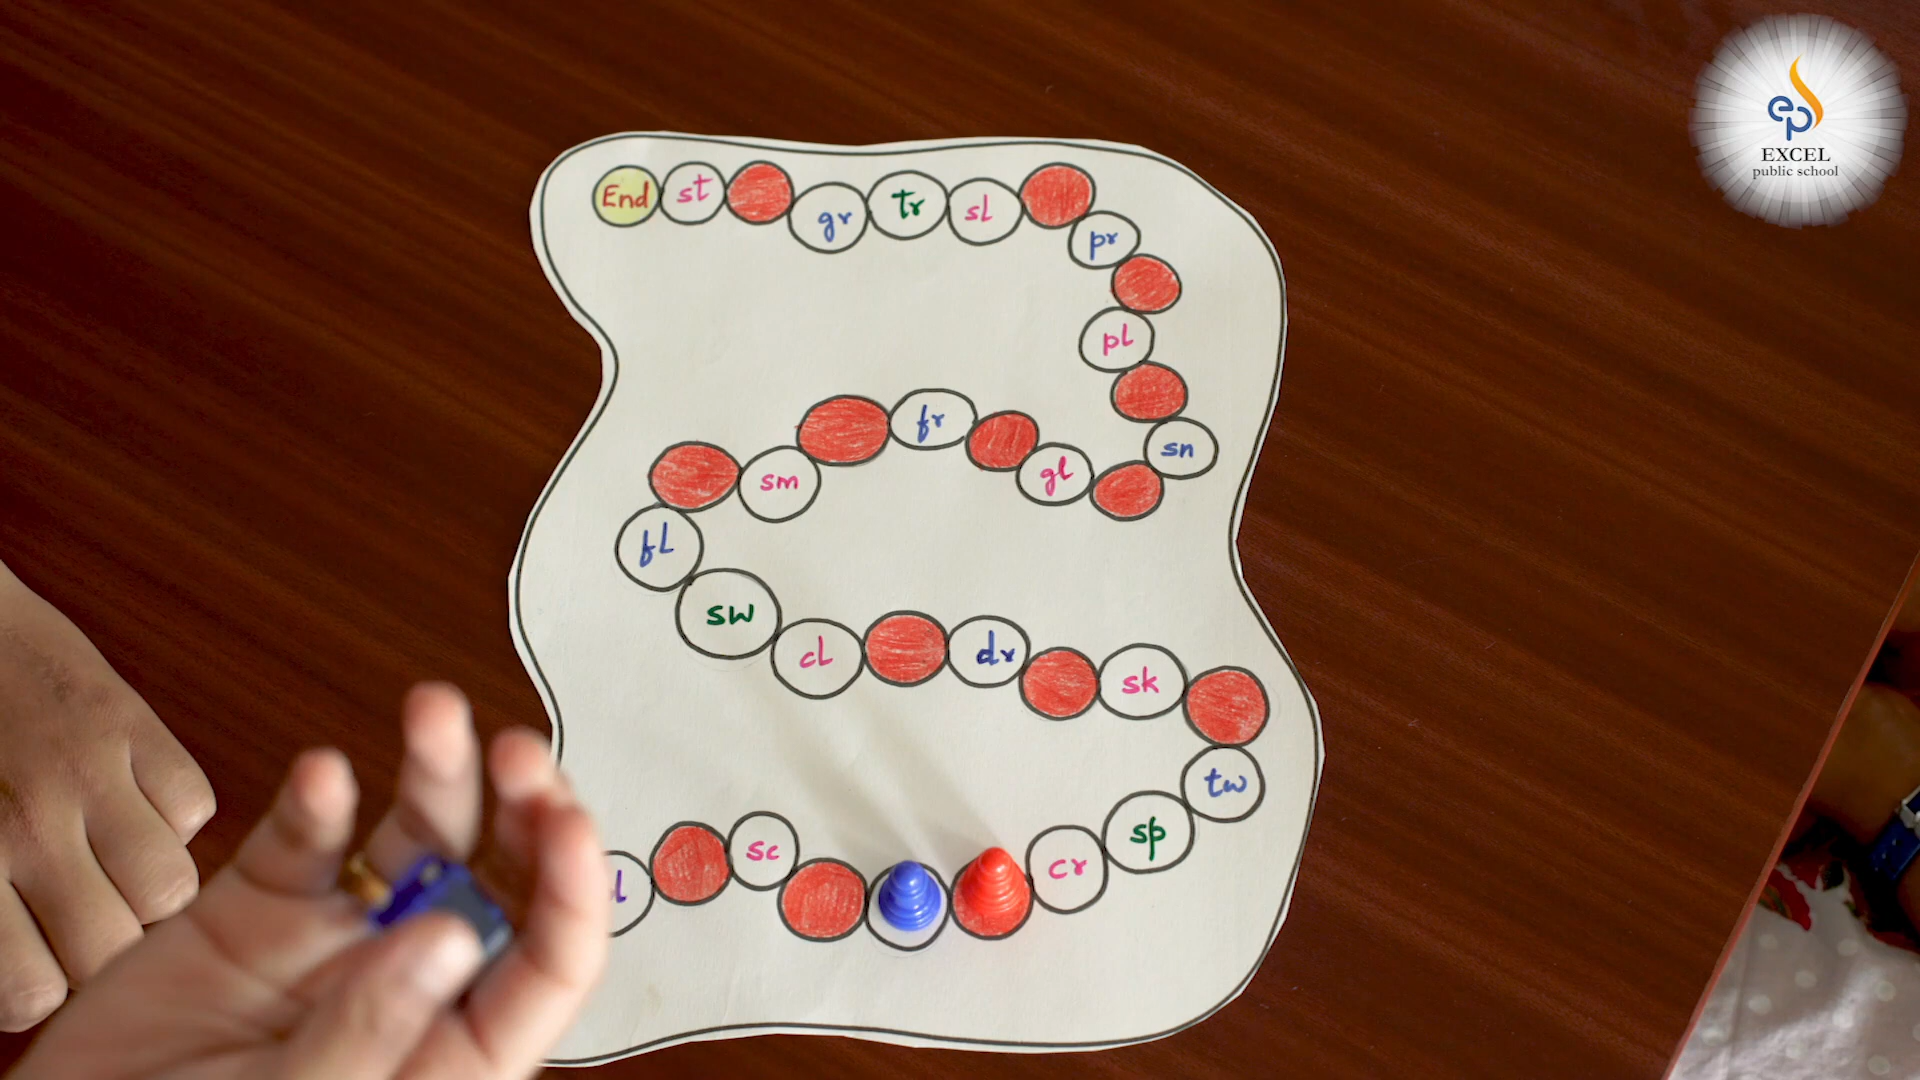 End st gr tr sl
pr
pl
sn
fr
sm gl
fl
sw
cl dr sk
tw
sp
sc cr
EXCEL
public school
ep